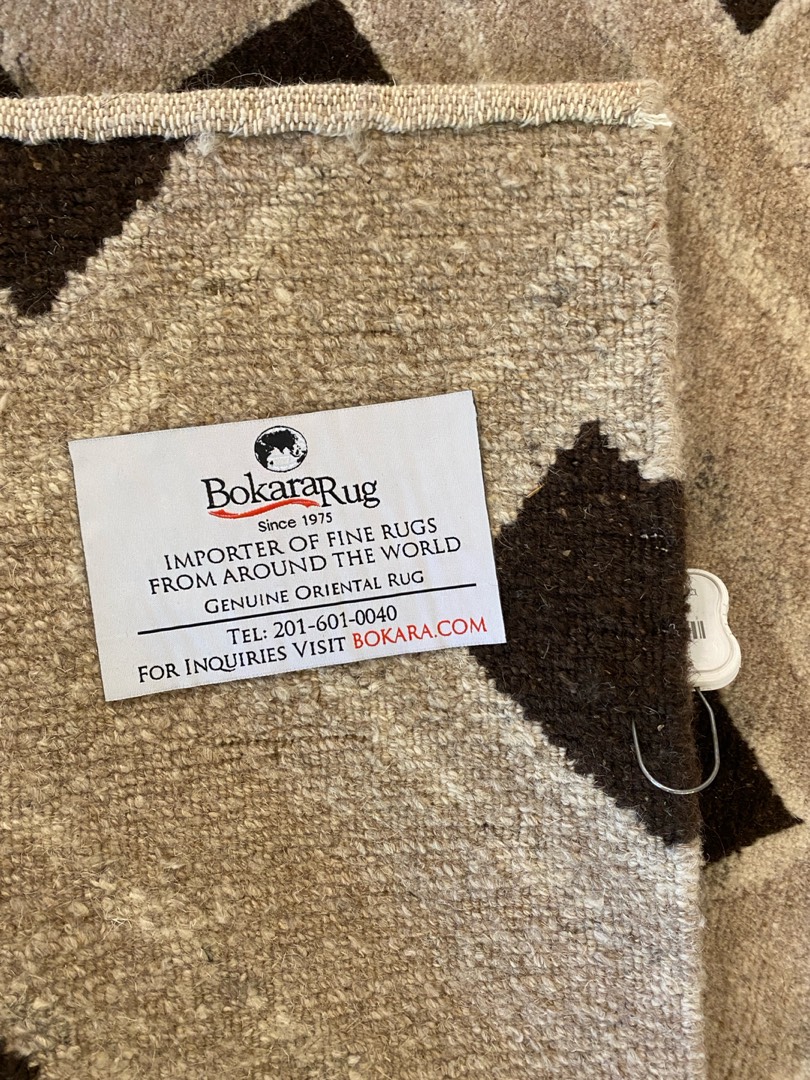 BokaraRug
Since 1975
IMPORTER OF FINE RUGS
FROM AROUND THE WORLD
GENUINE ORIENTAL RUG
TEL: 201-601-0040
FOR INQUIRIES VISIT BOKARA.COM